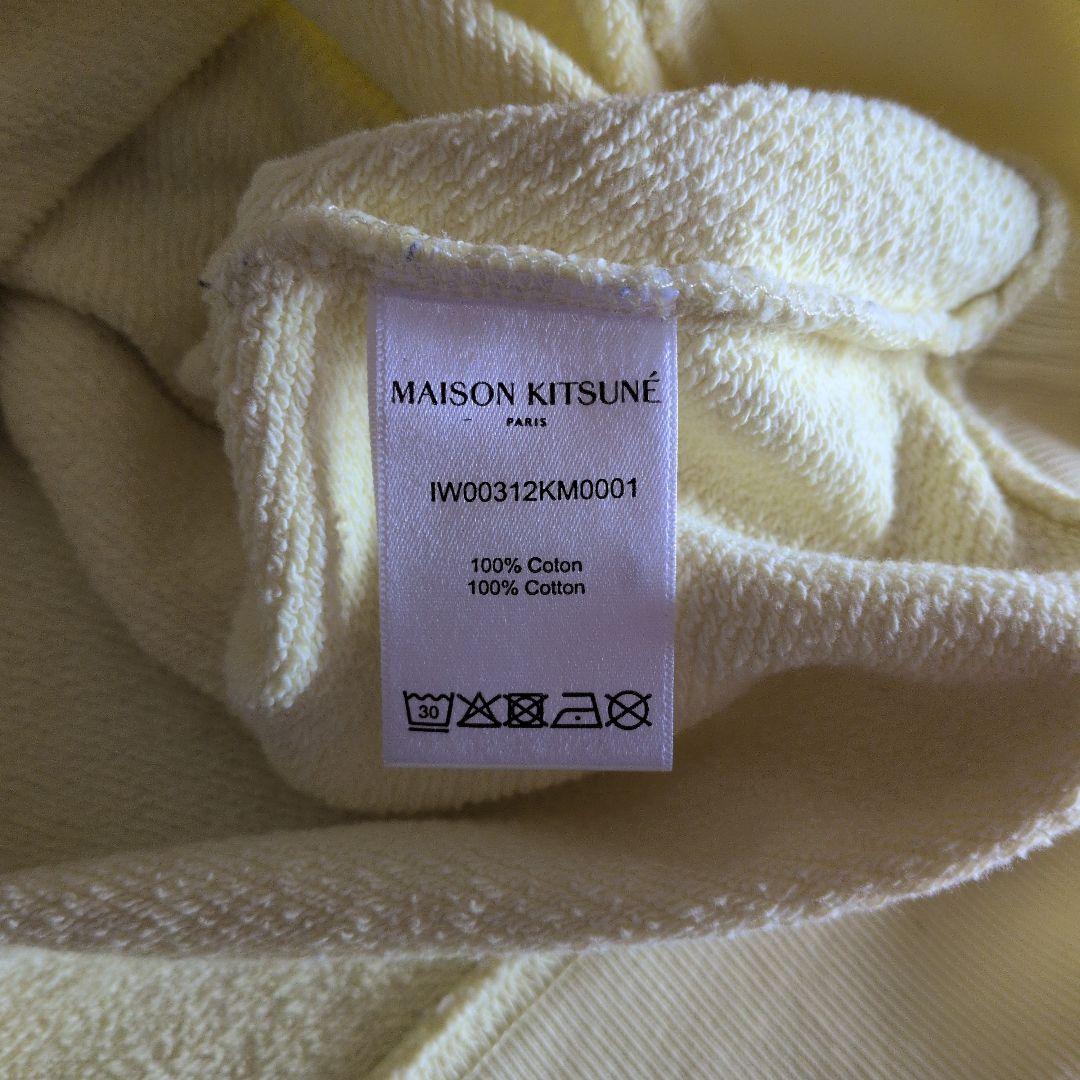 MAISON KITSUNÉ
PARIS
IW00312KM0001
100% Coton
100% Cotton
30